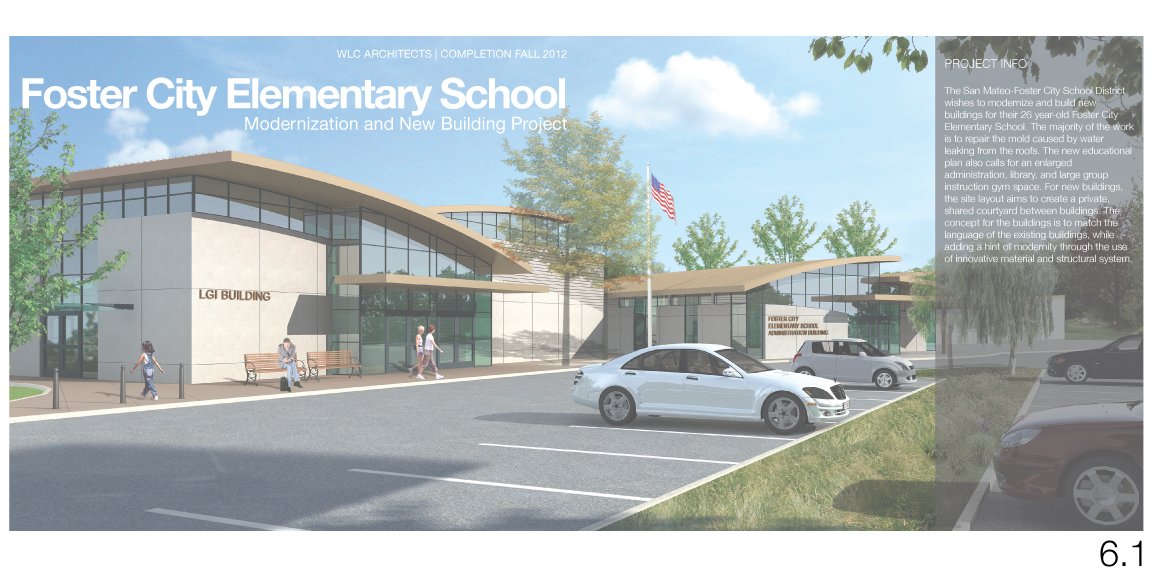 WLC ARCHITECTS | COMPLETION FALL 2012
Foster City Elementary School
Modernization and New Building Project
PROJECT INFO
The San Mateo-Foster City School District
wishes to modernize and build new
buildings for their 26 year-old Foster City
Elementary School. The majority of the work
is to repair the mold caused by water
leaking from the roofs. The new educational
plan also calls for an enlarged
administration, library, and large group
instruction gym space. For new buildings,
the site layout aims to create a private,
shared courtyard between buildings. The
concept for the buildings is to match the
language of the existing buildings, while
adding a hint of modernity through the use
of innovative material and structural system.
LGI BUILDING
FOSTER CITY
ELEMENTARY SCHOOL
ADMINISTRATION BUILDING
6.1